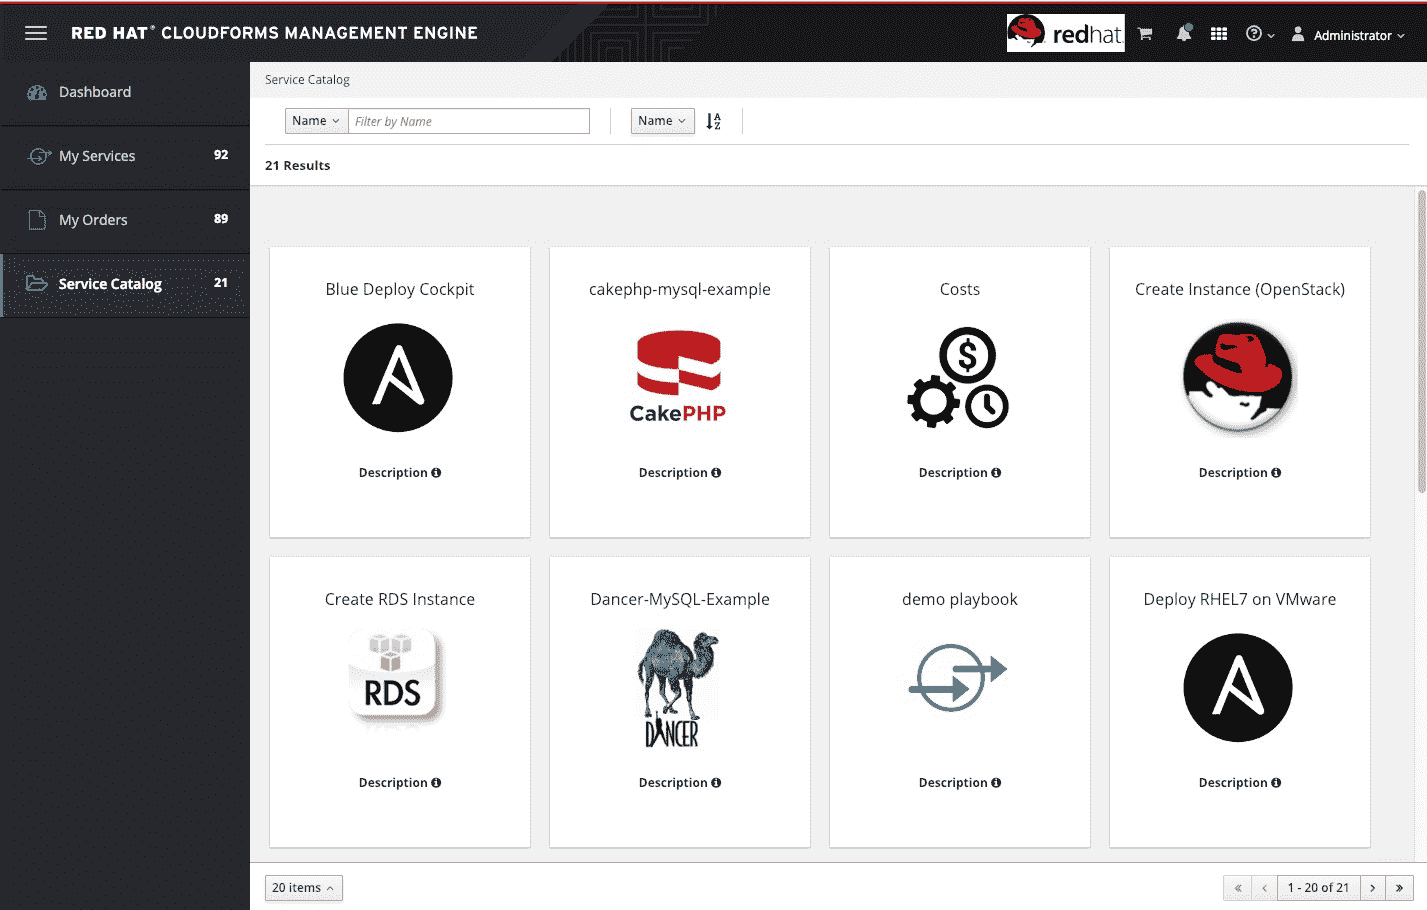 RED HAT® CLOUDFORMS MANAGEMENT ENGINE
redhat.
Administrator
Dashboard
My Services 92
My Orders 89
Service Catalog 21
Service Catalog
Name Filter by Name Name A Z
21 Results
Blue Deploy Cockpit
Description
cakephp-mysql-example
CakePHP
Description
Costs
$
Description
Create Instance (OpenStack)
Description
Create RDS Instance
RDS
Description
Dancer-MySQL-Example
DANCER
Description
demo playbook
Description
Deploy RHEL7 on VMware
Description
20 items
« ‹ 1 - 20 of 21 › »